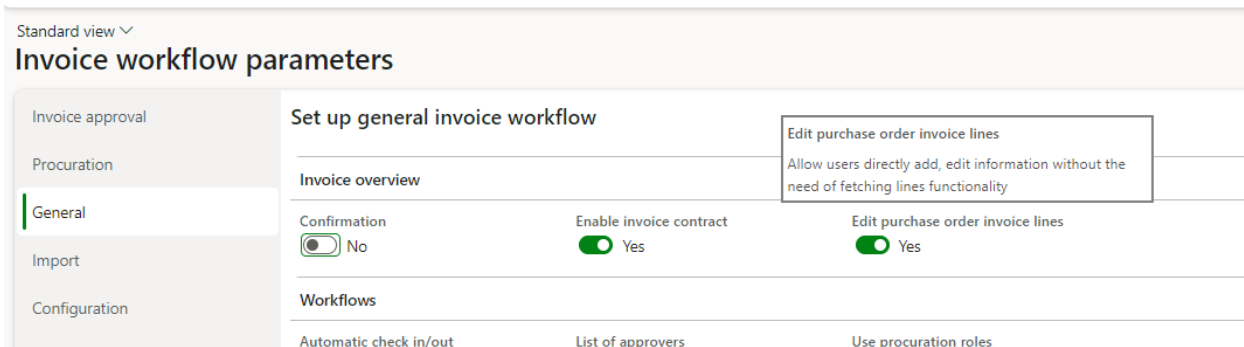 Standard view
Invoice workflow parameters
Invoice approval
Procuration
General
Import
Configuration
Set up general invoice workflow
Edit purchase order invoice lines
Allow users directly add, edit information without the
need of fetching lines functionality
Invoice overview
Confirmation
No
Enable invoice contract
Yes
Edit purchase order invoice lines
Yes
Workflows
Automatic check in/out
List of approvers
Use procuration roles